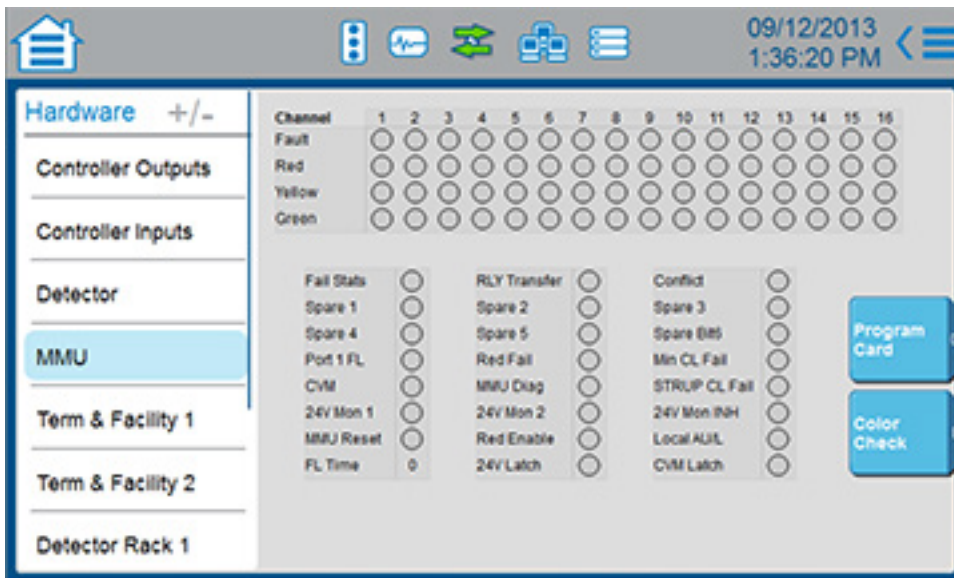 09/12/2013
1:36:20 PM
Hardware +/-
Controller Outputs
Controller Inputs
Detector
MMU
Term & Facility 1
Term & Facility 2
Detector Rack 1
Channel 1 2 3 4 5 6 7 8 9 10 11 12 13 14 15 16
Fault
Red
Yellow
Green
Fail Stats RLY Transfer Conflict
Spare 1 Spare 2 Spare 3
Spare 4 Spare 5 Spare Bit6
Port 1 FL Red Fail Min CL Fail
CVM MMU Diag STRUP CL Fail
24V Mon 1 24V Mon 2 24V Mon INH
MMU Reset Red Enable Local AU/L
FL Time 0 24V Latch CVM Latch
Program
Card
Color
Check